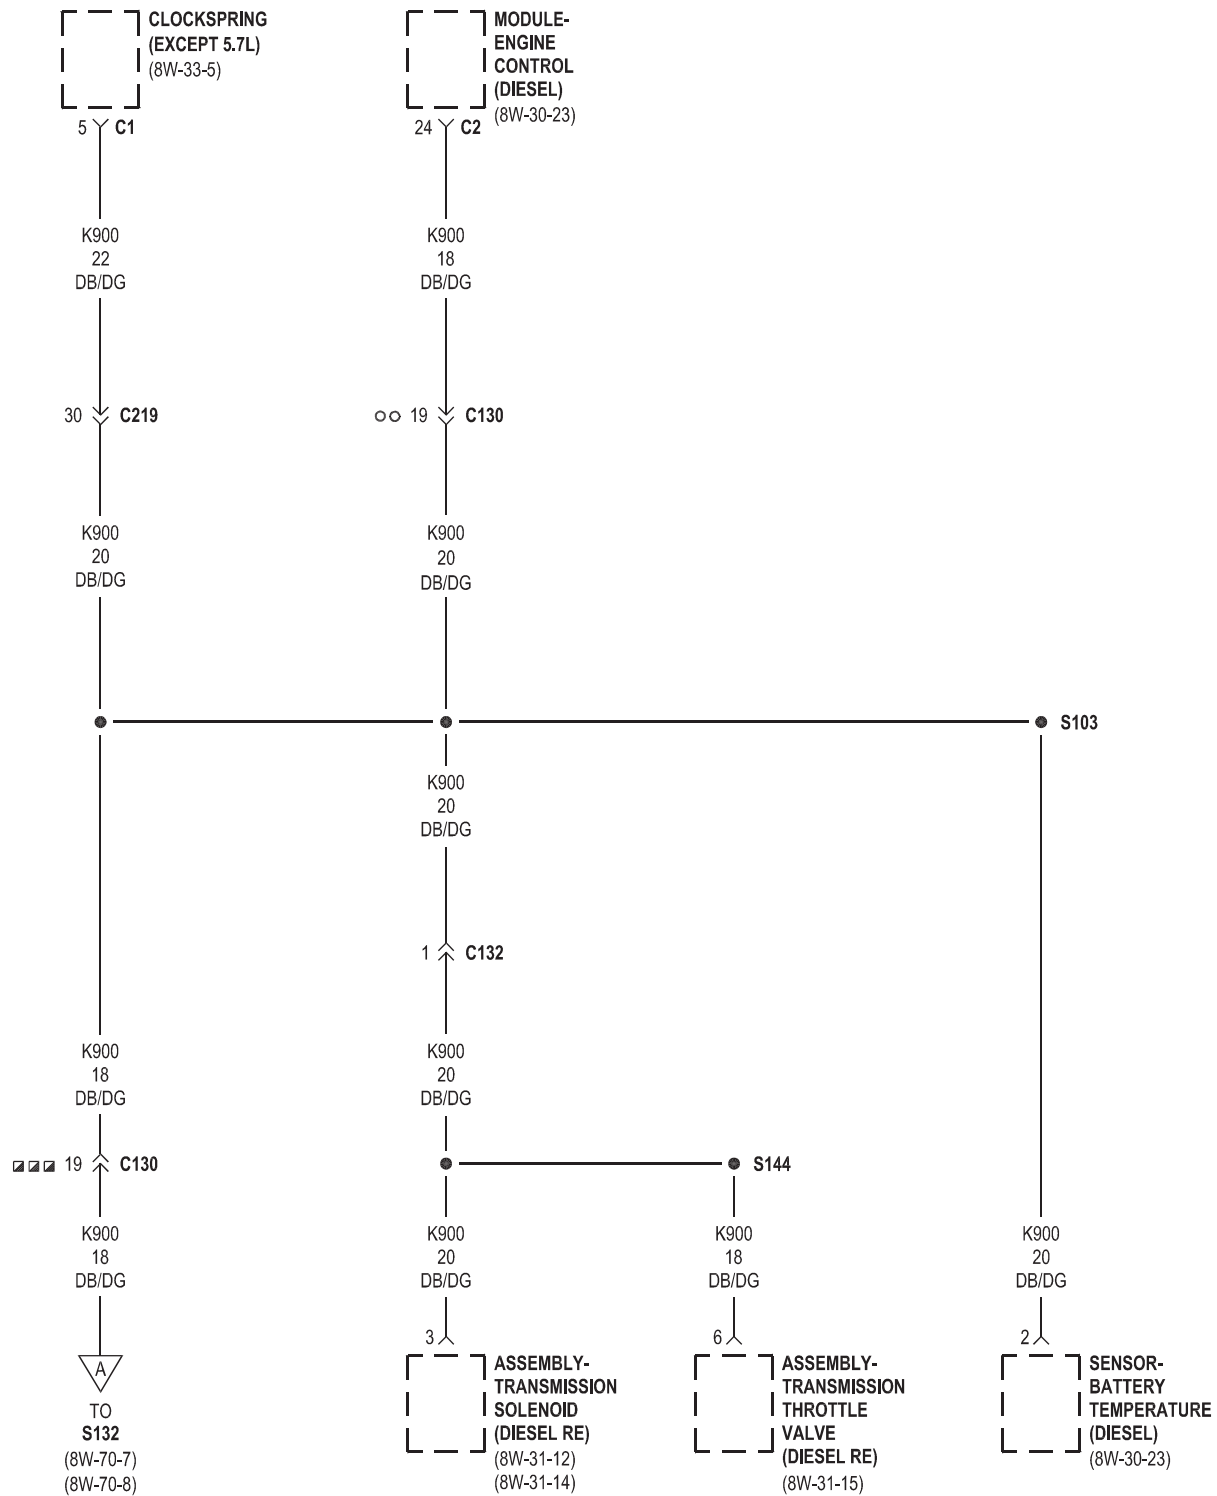 CLOCKSPRING
(EXCEPT 5.7L)
(8W-33-5)
5 C1
MODULE-
ENGINE
CONTROL
(DIESEL)
(8W-30-23)
24 C2
K900
22
DB/DG
K900
18
DB/DG
30 C219
19 C130
K900
20
DB/DG
K900
20
DB/DG
S103
K900
20
DB/DG
1 C132
K900
18
DB/DG
K900
20
DB/DG
19 C130
S144
K900
18
DB/DG
K900
20
DB/DG
K900
18
DB/DG
K900
20
DB/DG
A
TO
S132
(8W-70-7)
(8W-70-8)
3
ASSEMBLY-
TRANSMISSION
SOLENOID
(DIESEL RE)
(8W-31-12)
(8W-31-14)
6
ASSEMBLY-
TRANSMISSION
THROTTLE
VALVE
(DIESEL RE)
(8W-31-15)
2
SENSOR-
BATTERY
TEMPERATURE
(DIESEL)
(8W-30-23)